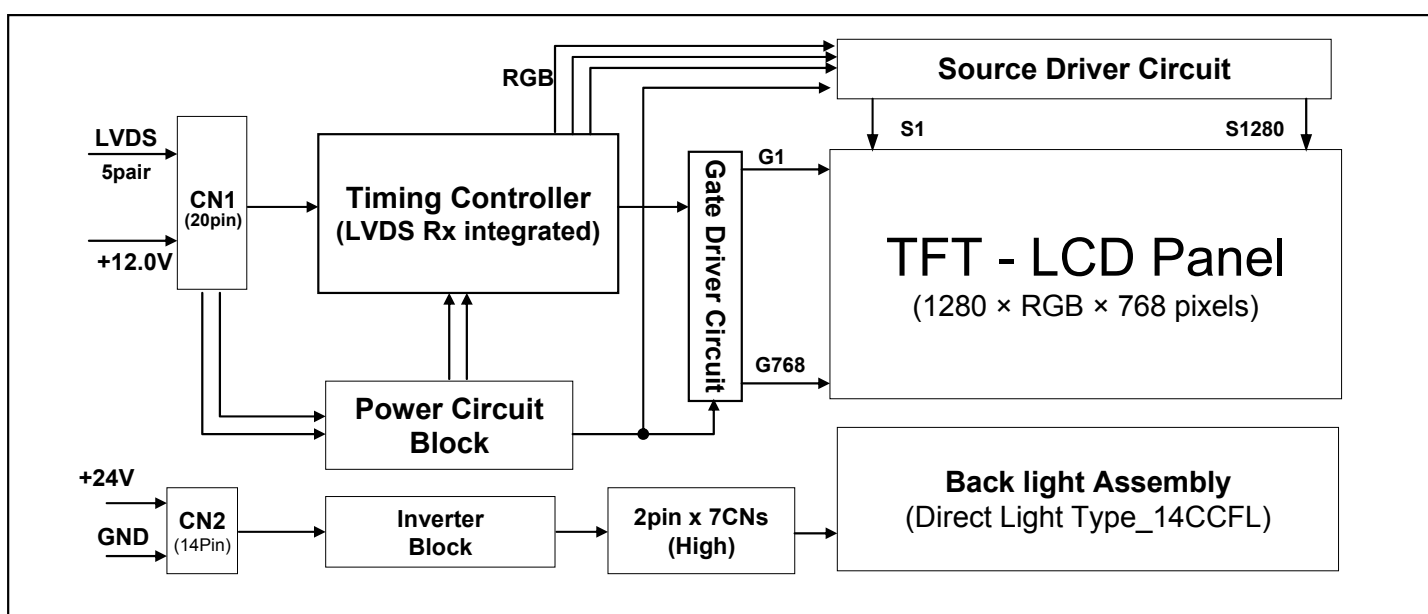 RGB
Source Driver Circuit
S1
S1280
LVDS
5pair
+12.0V
CN1
(20pin)
Timing Controller
(LVDS Rx integrated)
Gate Driver Circuit
G1
G768
TFT - LCD Panel
(1280 × RGB × 768 pixels)
Power Circuit
Block
+24V
GND
CN2
(14Pin)
Inverter
Block
2pin x 7CNs
(High)
Back light Assembly
(Direct Light Type_14CCFL)